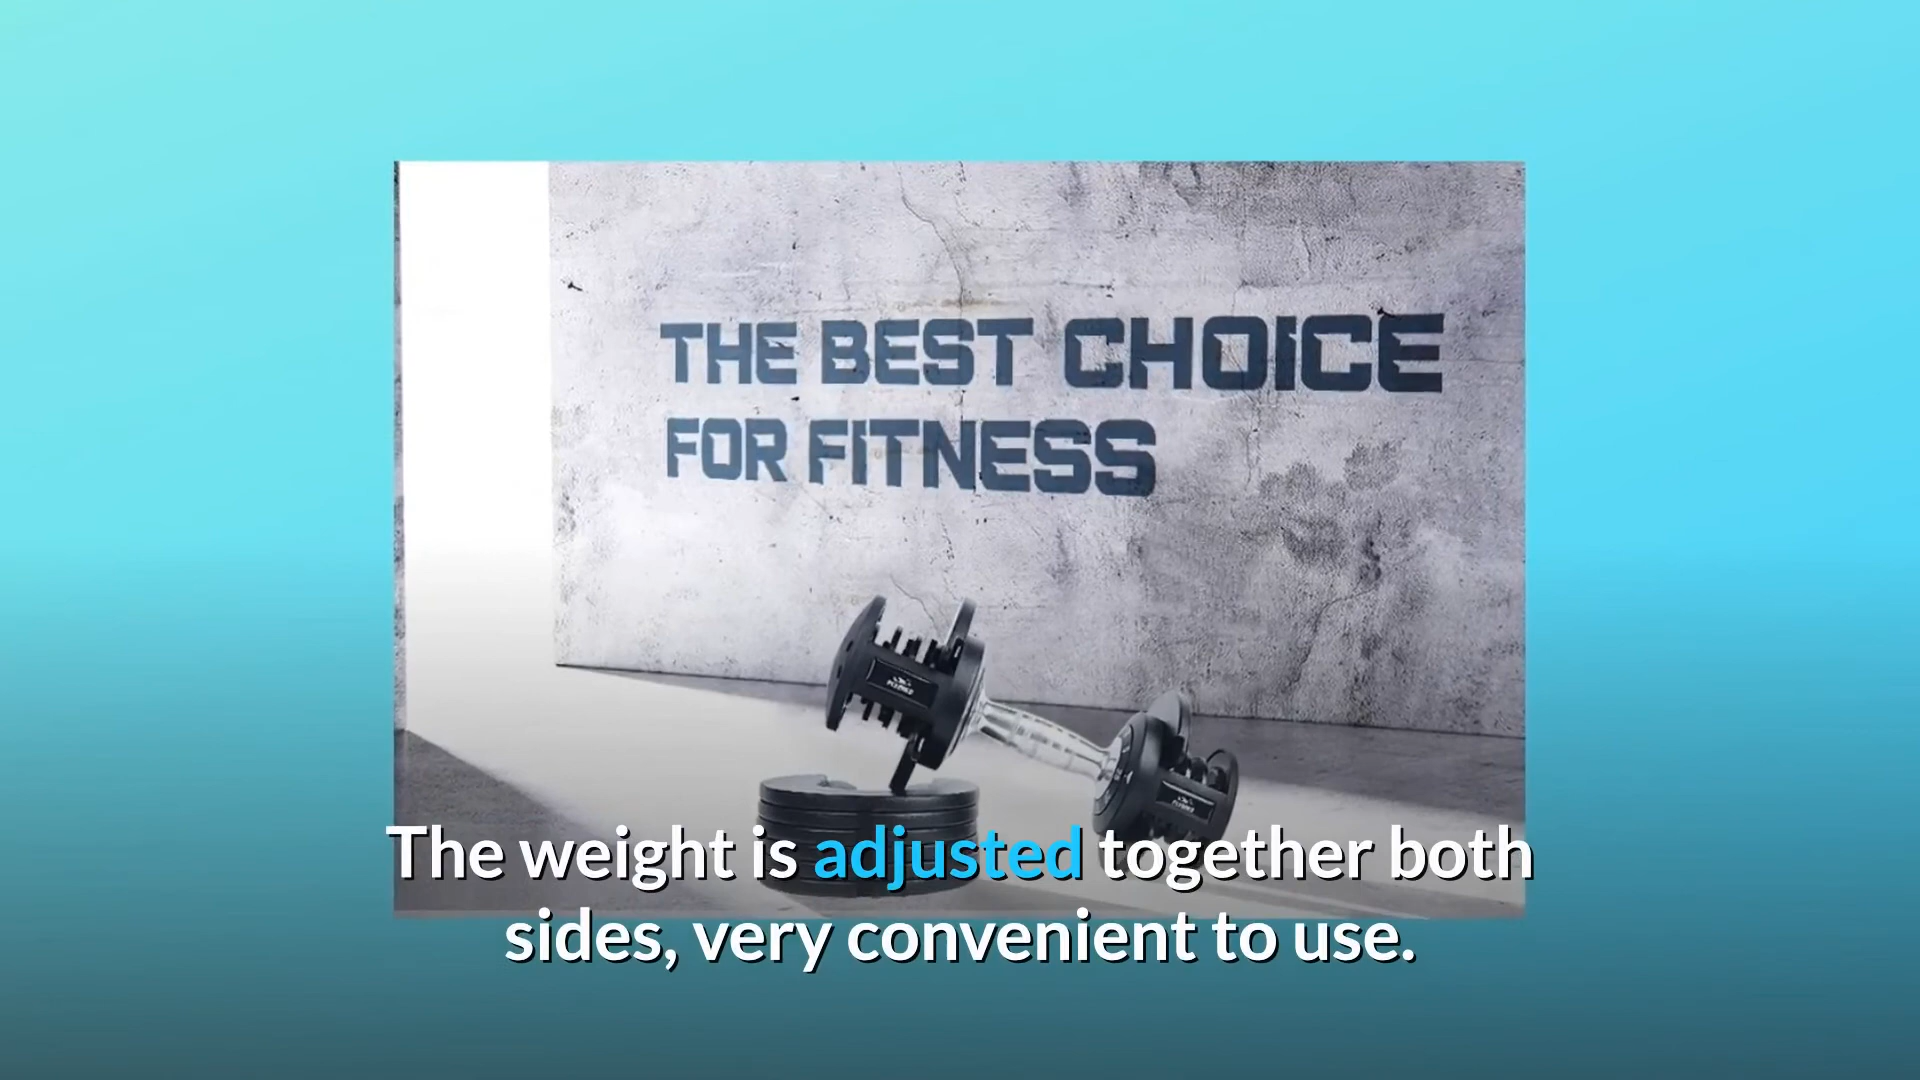 THE BEST CHOICE
FOR FITNESS
The weight is adjusted together both
sides, very convenient to use.